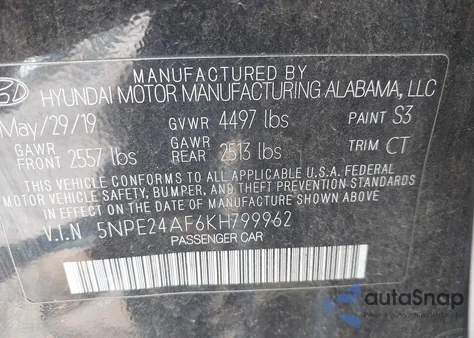 MANUFACTURED BY
HYUNDAI MOTOR MANUFACTURING ALABAMA, LLC
May/29/19 GVWR 4497 lbs PAINT S3
GAWR FRONT 2557 lbs GAWR REAR 2513 lbs TRIM CT
THIS VEHICLE CONFORMS TO ALL APPLICABLE U.S.A. FEDERAL
MOTOR VEHICLE SAFETY, BUMPER, AND THEFT PREVENTION STANDARDS
IN EFFECT ON THE DATE OF MANUFACTURE SHOWN ABOVE
V.I.N 5NPE24AF6KH799962
PASSENGER CAR
autoSnap